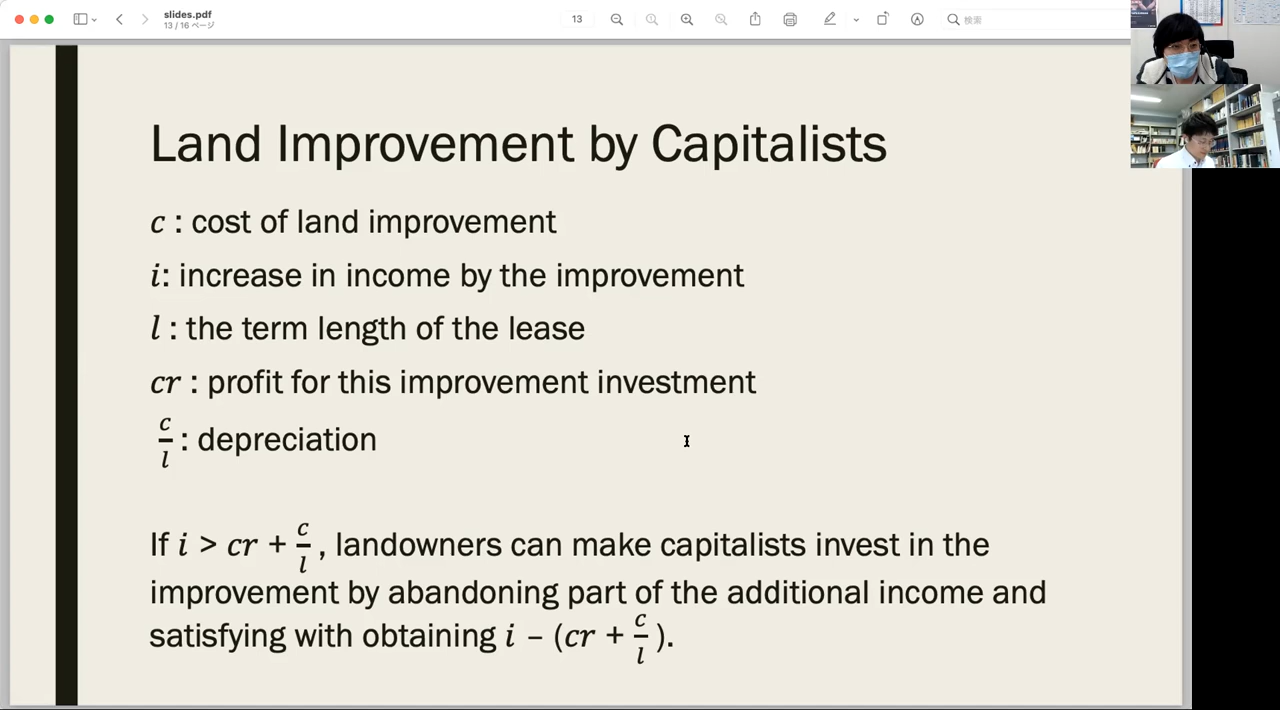 slides.pdf
13 / 16 ページ
13
検索
Land Improvement by Capitalists
c : cost of land improvement
i: increase in income by the improvement
l : the term length of the lease
cr : profit for this improvement investment
c/l : depreciation
If i > cr + c/l , landowners can make capitalists invest in the
improvement by abandoning part of the additional income and
satisfying with obtaining i – (cr + c/l ).